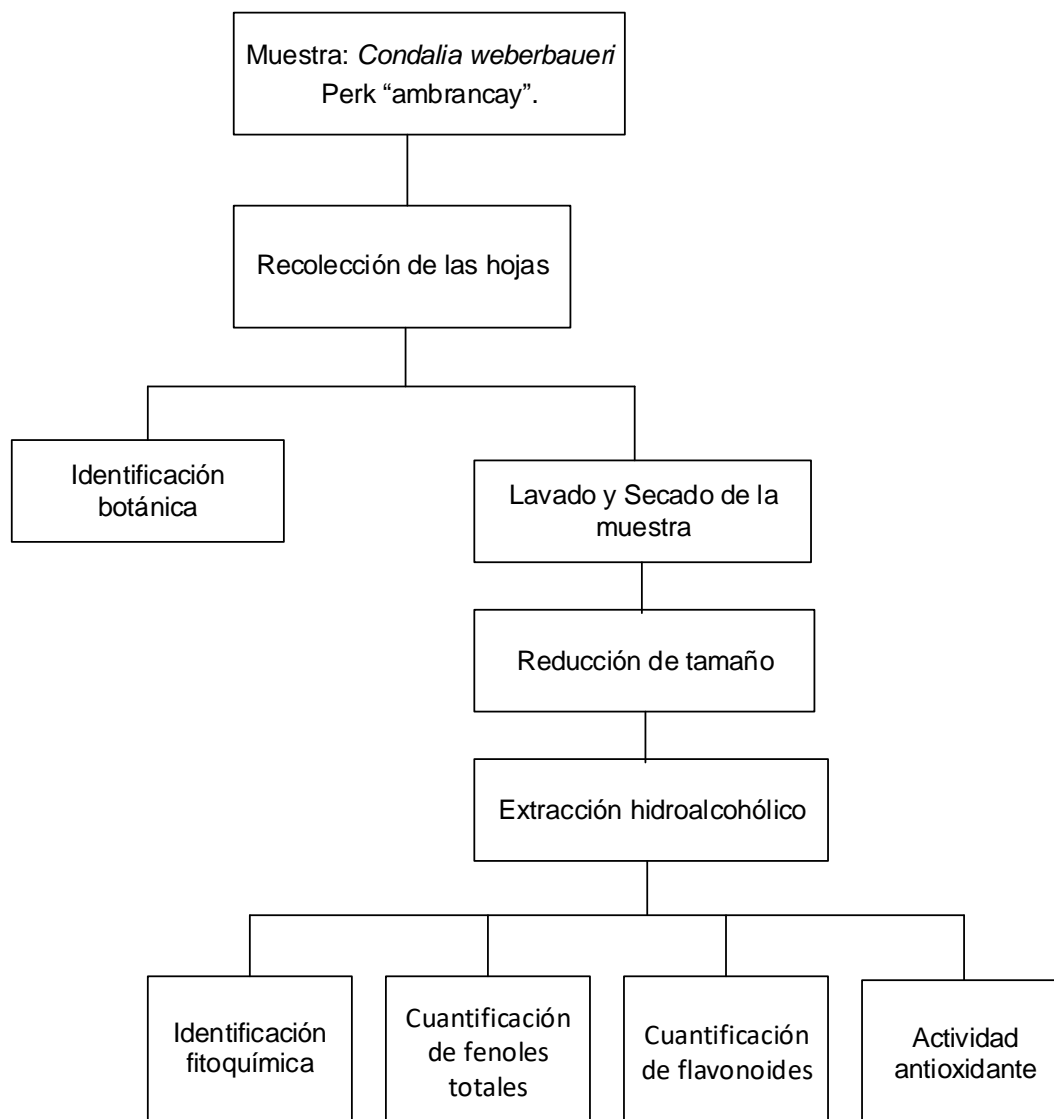 Muestra: Condalia weberbaueri
Perk “ambrancay”.
Recolección de las hojas
Identificación
botánica
Lavado y Secado de la
muestra
Reducción de tamaño
Extracción hidroalcohólico
Identificación
fitoquímica
Cuantificación
de fenoles
totales
Cuantificación
de flavonoides
Actividad
antioxidante